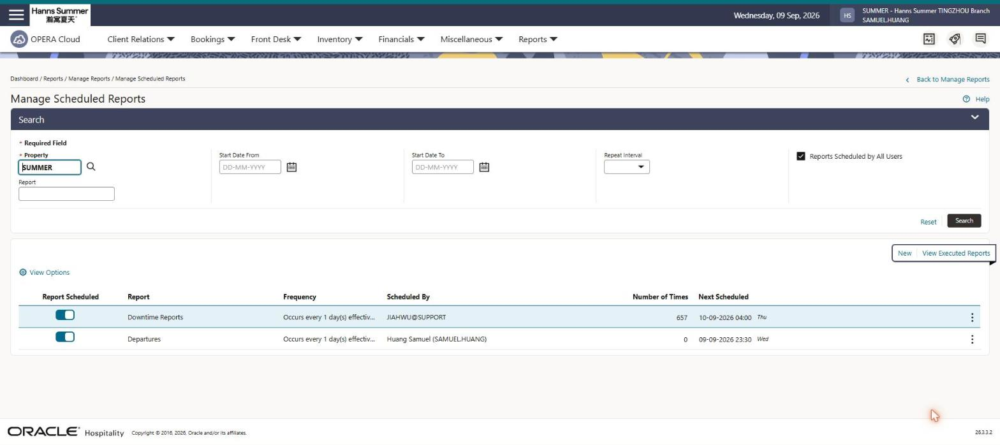 Hanns Summer
瀚寓夏天°
Wednesday, 09 Sep, 2026
HS
SUMMER - Hanns Summer TINGZHOU Branch
SAMUEL.HUANG
OPERA Cloud
Client Relations
Bookings
Front Desk
Inventory
Financials
Miscellaneous
Reports
Dashboard / Reports / Manage Reports / Manage Scheduled Reports
Back to Manage Reports
Manage Scheduled Reports
Help
Search
* Required Field
* Property
SUMMER
Report
Start Date From
DD-MM-YYYY
Start Date To
DD-MM-YYYY
Repeat Interval
Reports Scheduled by All Users
Reset
Search
New
View Executed Reports
View Options
Report Scheduled Report Frequency Scheduled By Number of Times Next Scheduled
Downtime Reports Occurs every 1 day(s) effectiv... JIAHWU@SUPPORT 657 10-09-2026 04:00 Thu
Departures Occurs every 1 day(s) effectiv... Huang Samuel (SAMUEL.HUANG) 0 09-09-2026 23:30 Wed
ORACLE Hospitality Copyright © 2016, 2026, Oracle and/or its affiliates.
26.3.3.2